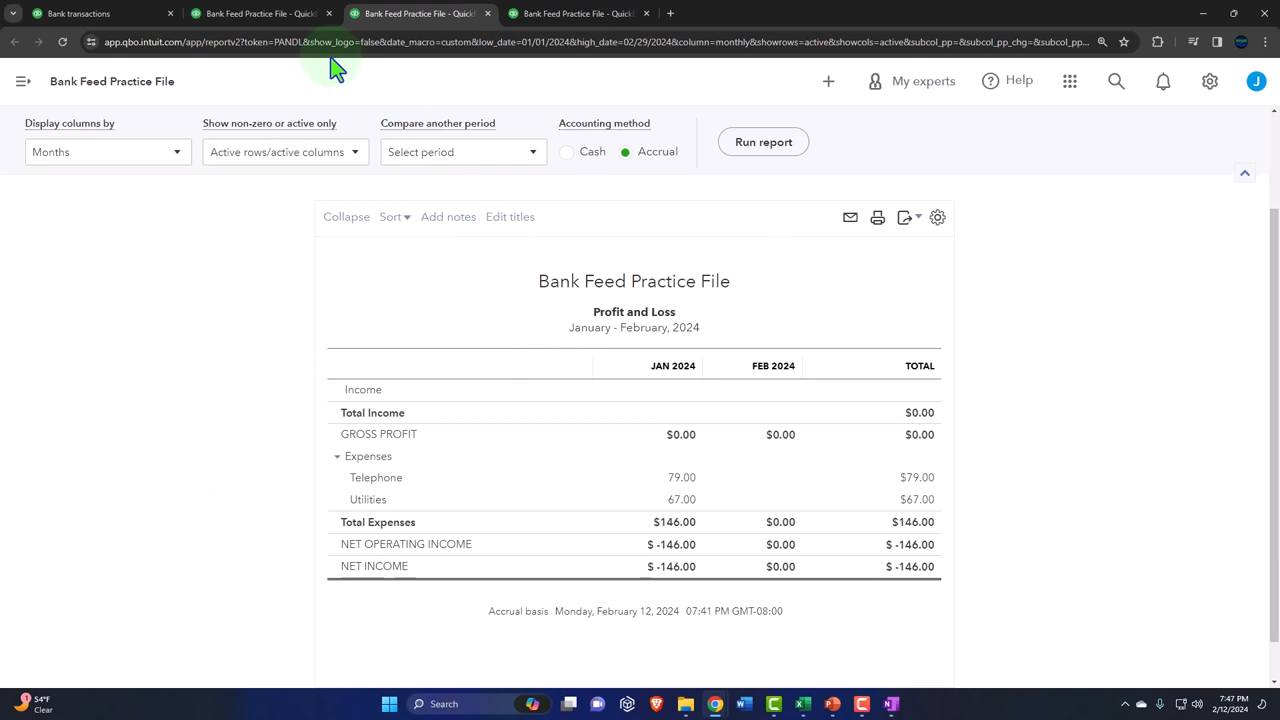 Bank transactions
Bank Feed Practice File - QuickB
Bank Feed Practice File - QuickB
Bank Feed Practice File - QuickB
app.qbo.intuit.com/app/reportv2?token=PANDL&show_logo=false&date_macro=custom&low_date=01/01/2024&high_date=02/29/2024&column=monthly&showrows=active&showcols=active&subcol_pp=&subcol_pp_chg=&subcol_pp...
Bank Feed Practice File
My experts
Help
J
Display columns by
Show non-zero or active only
Compare another period
Accounting method
Months
Active rows/active columns
Select period
Cash
Accrual
Run report
Collapse Sort Add notes Edit titles
Bank Feed Practice File
Profit and Loss
January - February, 2024
JAN 2024 FEB 2024 TOTAL
Income
Total Income $0.00
GROSS PROFIT $0.00 $0.00 $0.00
Expenses
Telephone 79.00 $79.00
Utilities 67.00 $67.00
Total Expenses $146.00 $0.00 $146.00
NET OPERATING INCOME $ -146.00 $0.00 $ -146.00
NET INCOME $ -146.00 $0.00 $ -146.00
Accrual basis Monday, February 12, 2024 07:41 PM GMT-08:00
54°F
Clear
Search
7:47 PM
2/12/2024